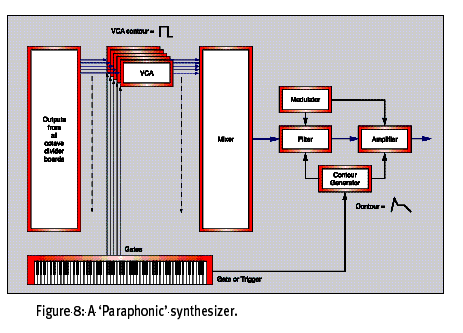 VCA contour =
VCA
Outputs
from
all
octave
divider
boards
Mixer
Modulator
Filter
Amplifier
Contour
Generator
Contour =
Gates
Gate or Trigger
Figure 8: A 'Paraphonic' synthesizer.